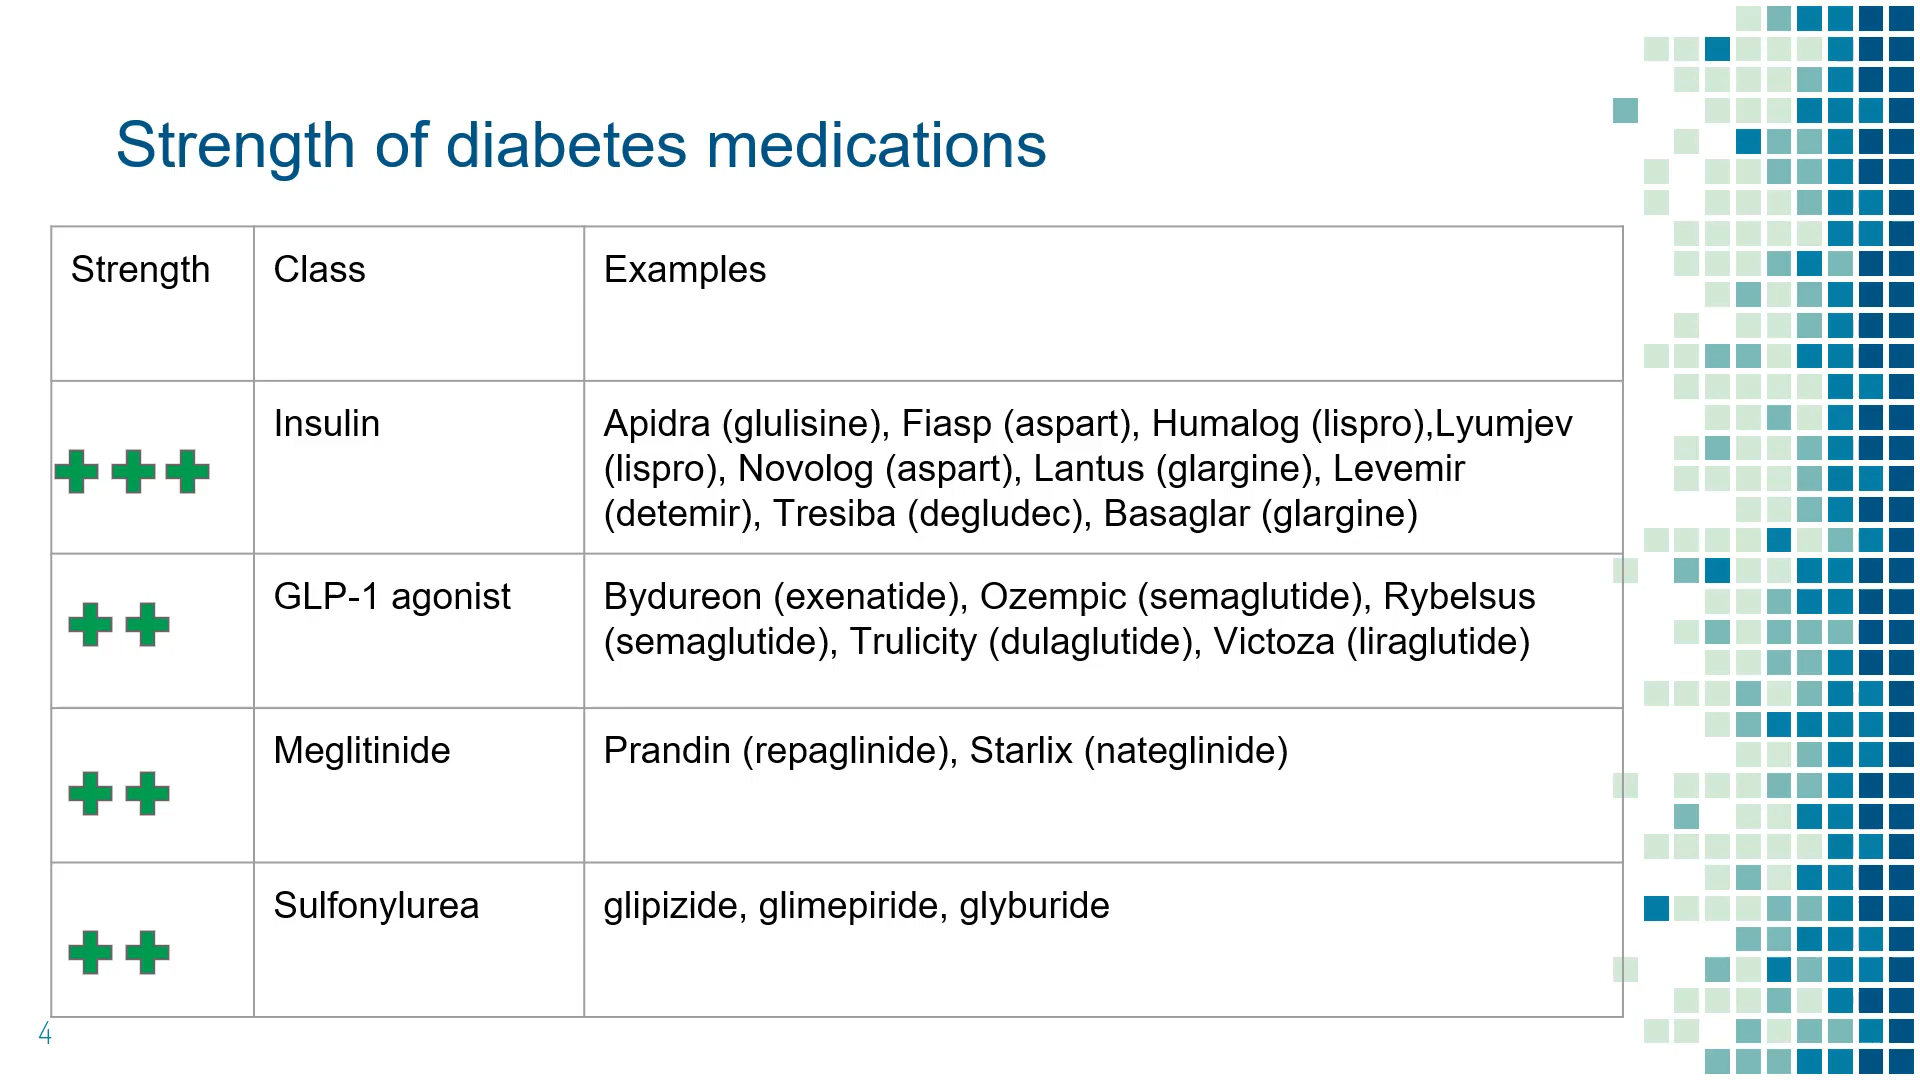 Strength of diabetes medications
Strength
Class
Examples
Insulin
Apidra (glulisine), Fiasp (aspart), Humalog (lispro),Lyumjev
(lispro), Novolog (aspart), Lantus (glargine), Levemir
(detemir), Tresiba (degludec), Basaglar (glargine)
GLP-1 agonist
Bydureon (exenatide), Ozempic (semaglutide), Rybelsus
(semaglutide), Trulicity (dulaglutide), Victoza (liraglutide)
Meglitinide
Prandin (repaglinide), Starlix (nateglinide)
Sulfonylurea
glipizide, glimepiride, glyburide
4